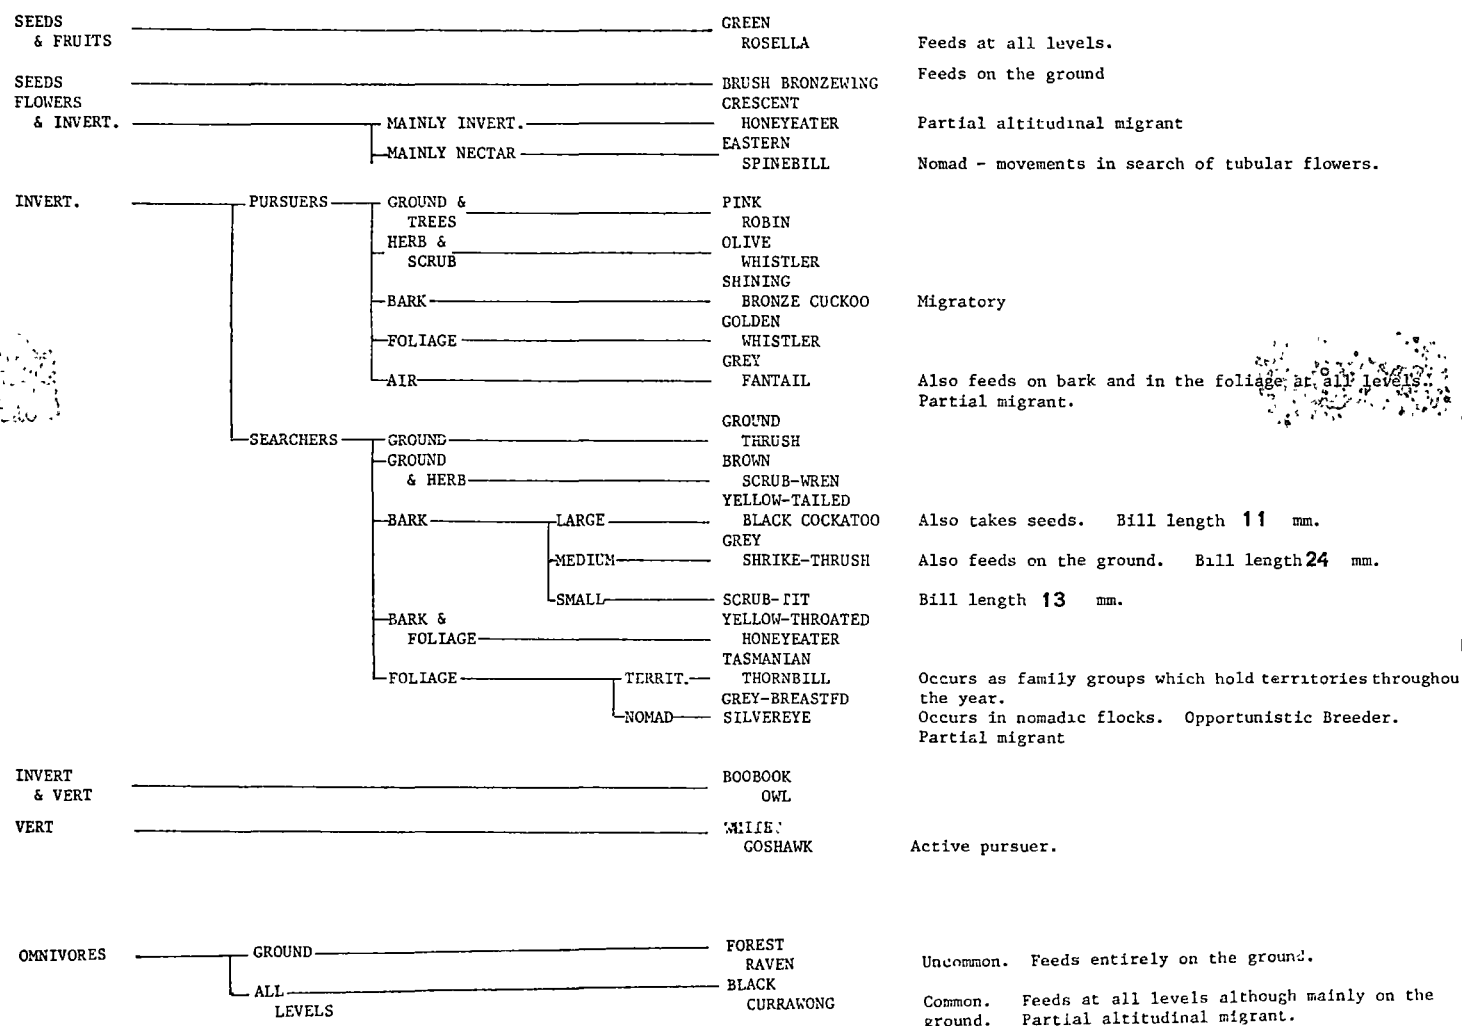 SEEDS
& FRUITS
GREEN
ROSELLA
Feeds at all levels.
SEEDS
BRUSH BRONZEWING
Feeds on the ground
FLOWERS
& INVERT.
MAINLY INVERT.
CRESCENT
HONEYEATER
Partial altitudinal migrant
MAINLY NECTAR
EASTERN
SPINEBILL
Nomad - movements in search of tubular flowers.
INVERT.
PURSUERS
GROUND &
TREES
PINK
ROBIN
HERB &
SCRUB
OLIVE
WHISTLER
BARK
SHINING
BRONZE CUCKOO
Migratory
FOLIAGE
GOLDEN
WHISTLER
AIR
GREY
FANTAIL
Also feeds on bark and in the foliage at all levels.
Partial migrant.
SEARCHERS
GROUND
GROUND
THRUSH
GROUND
& HERB
BROWN
SCRUB-WREN
BARK
LARGE
YELLOW-TAILED
BLACK COCKATOO
Also takes seeds. Bill length 11 mm.
MEDIUM
GREY
SHRIKE-THRUSH
Also feeds on the ground. Bill length 24 mm.
SMALL
SCRUB-TIT
Bill length 13 mm.
BARK &
FOLIAGE
YELLOW-THROATED
HONEYEATER
FOLIAGE
TERRIT.
TASMANIAN
THORNBILL
Occurs as family groups which hold territories throughou
the year.
NOMAD
GREY-BREASTED
SILVEREYE
Occurs in nomadic flocks. Opportunistic Breeder.
Partial migrant
INVERT
& VERT
BOOBOOK
OWL
VERT
GOSHAWK
Active pursuer.
OMNIVORES
GROUND
FOREST
RAVEN
Uncommon. Feeds entirely on the ground.
ALL
LEVELS
BLACK
CURRAWONG
Common. Feeds at all levels although mainly on the
ground. Partial altitudinal migrant.